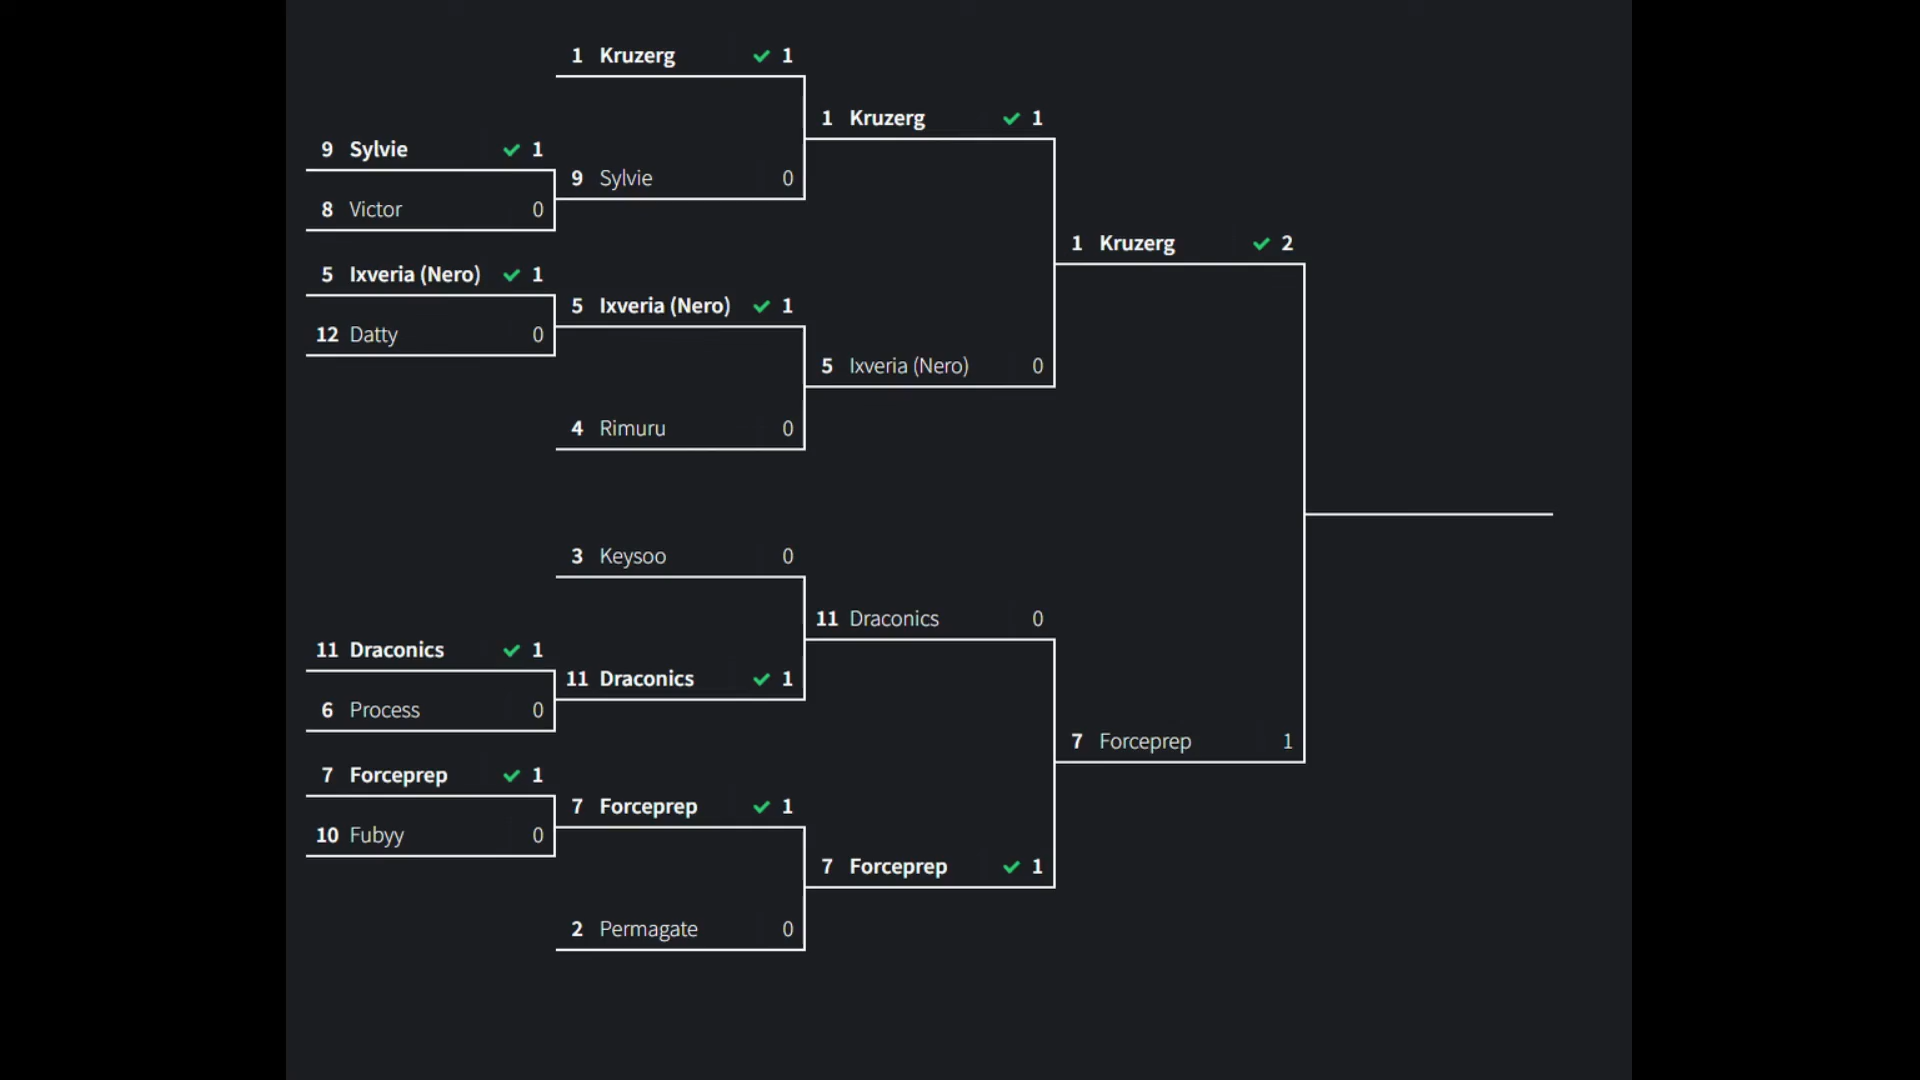 1 Kruzerg 1
9 Sylvie 1
8 Victor 0
9 Sylvie 0
1 Kruzerg 1
5 Ixveria (Nero) 1
12 Datty 0
5 Ixveria (Nero) 1
4 Rimuru 0
5 Ixveria (Nero) 0
1 Kruzerg 2
3 Keysoo 0
11 Draconics 1
6 Process 0
11 Draconics 1
11 Draconics 0
7 Forceprep 1
10 Fubyy 0
7 Forceprep 1
2 Permagate 0
7 Forceprep 1
7 Forceprep 1